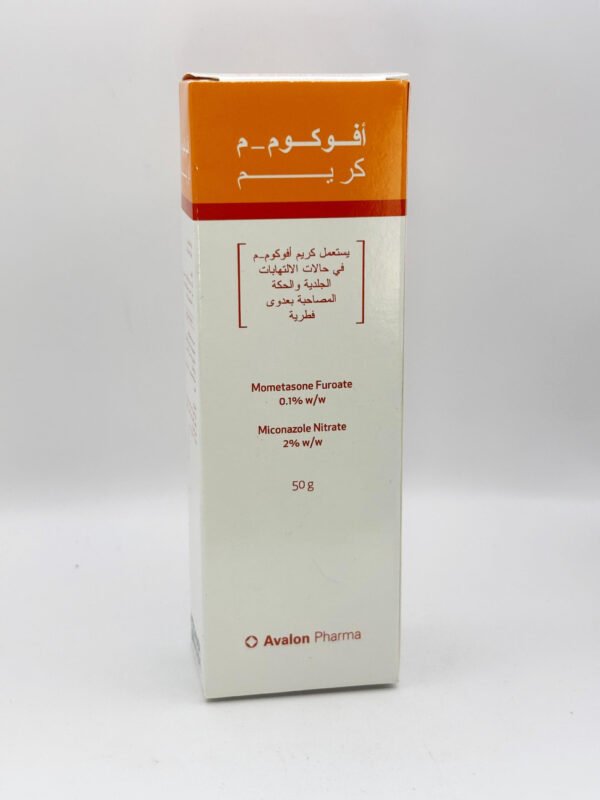 أفوكوم-م
كريم
يستعمل كريم أفوكوم-م
في حالات الالتهابات
الجلدية والحكة
المصاحبة بعدوى
فطرية
Mometasone Furoate
0.1% w/w
Miconazole Nitrate
2% w/w
50 g
Avalon Pharma